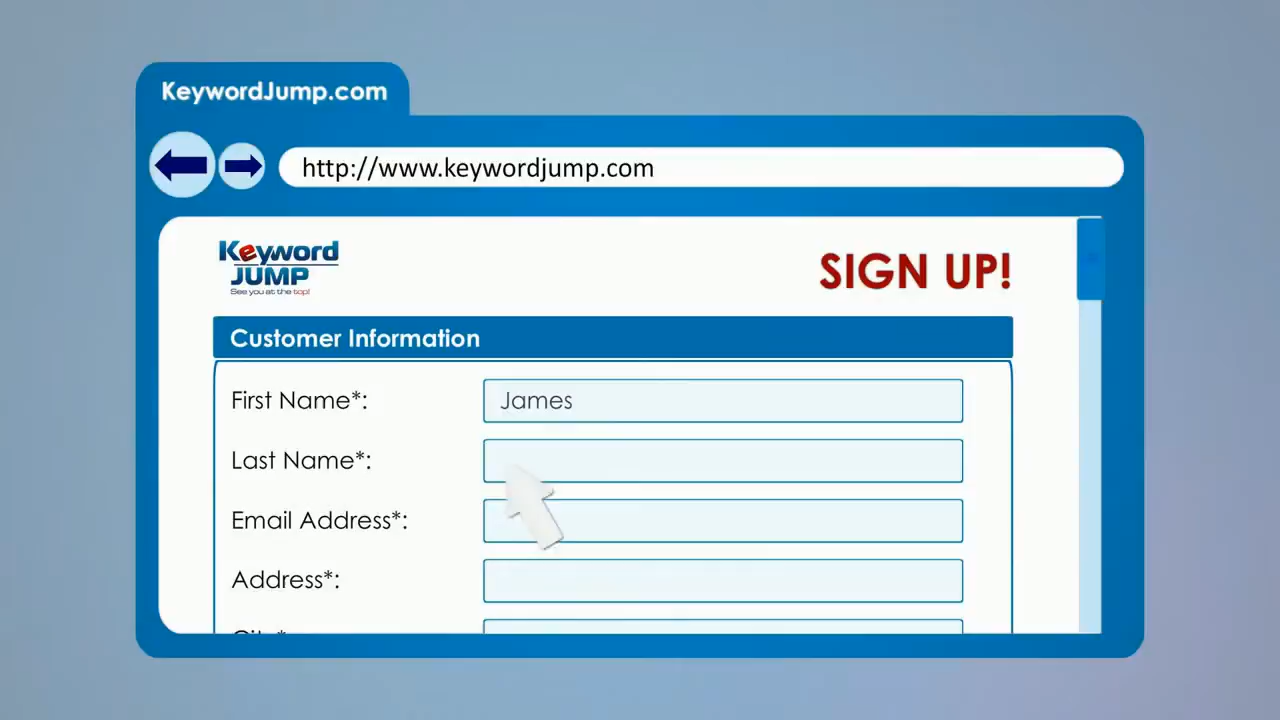 KeywordJump.com
http://www.keywordjump.com
Keyword
JUMP
See you at the top!
SIGN UP!
Customer Information
First Name*: James
Last Name*:
Email Address*:
Address*: